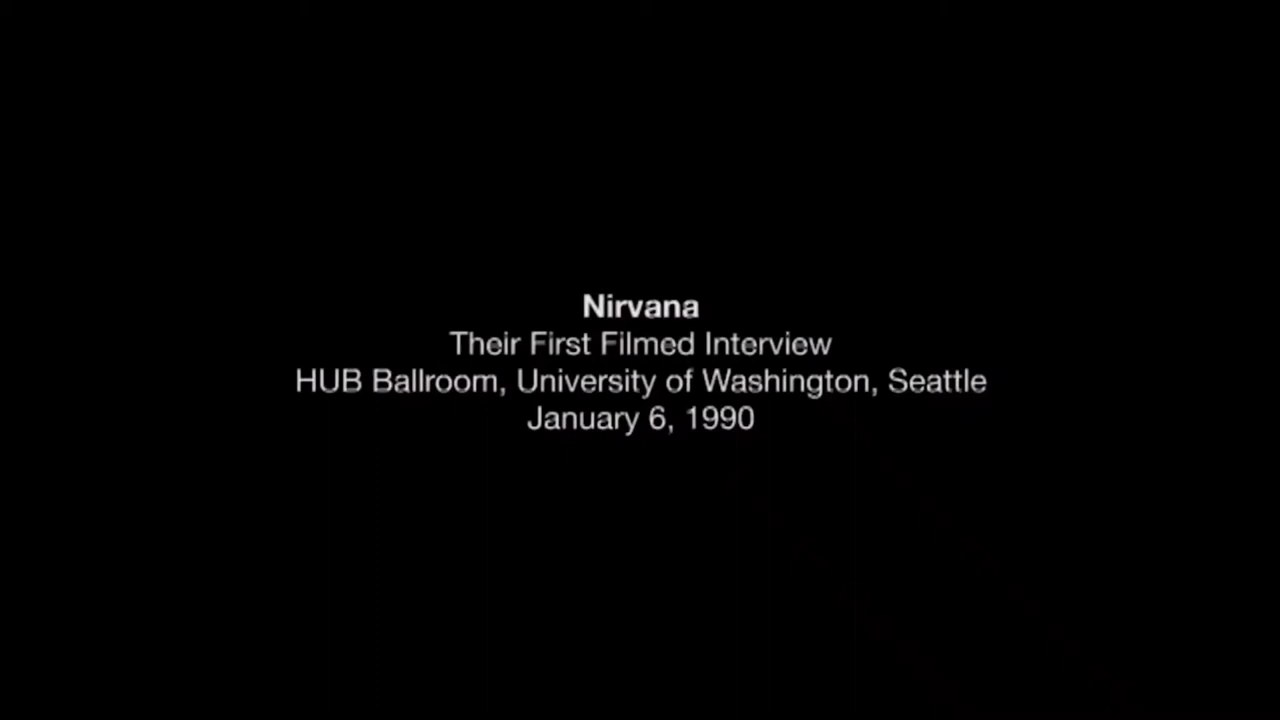 Nirvana
Their First Filmed Interview
HUB Ballroom, University of Washington, Seattle
January 6, 1990